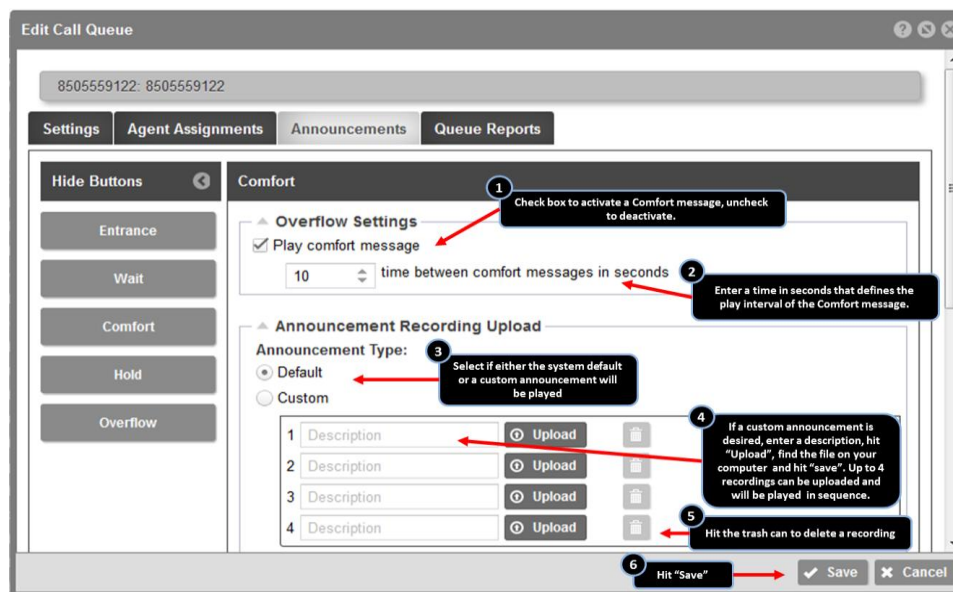 Edit Call Queue
8505559122: 8505559122
Settings Agent Assignments Announcements Queue Reports
Hide Buttons
Entrance
Wait
Comfort
Hold
Overflow
Comfort
1
Check box to activate a Comfort message, uncheck
to deactivate.
Overflow Settings
Play comfort message
10 time between comfort messages in seconds
2
Enter a time in seconds that defines the
play interval of the Comfort message.
Announcement Recording Upload
Announcement Type:
Default
Custom
3
Select if either the system default
or a custom announcement will
be played
1 Description Upload
2 Description Upload
3 Description Upload
4 Description Upload
4
If a custom announcement is
desired, enter a description, hit
“Upload”, find the file on your
computer and hit “save”. Up to 4
recordings can be uploaded and
will be played in sequence.
5
Hit the trash can to delete a recording
6
Hit “Save”
Save Cancel